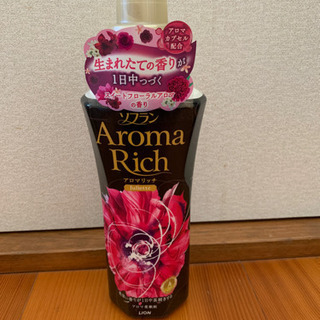 アロマ
カプセル
配合
生まれたての香りが
1日中つづく
スイートフローラルアロマ
の香り
ソフラン
Aroma
Rich
アロマリッチ
Juliette
LION